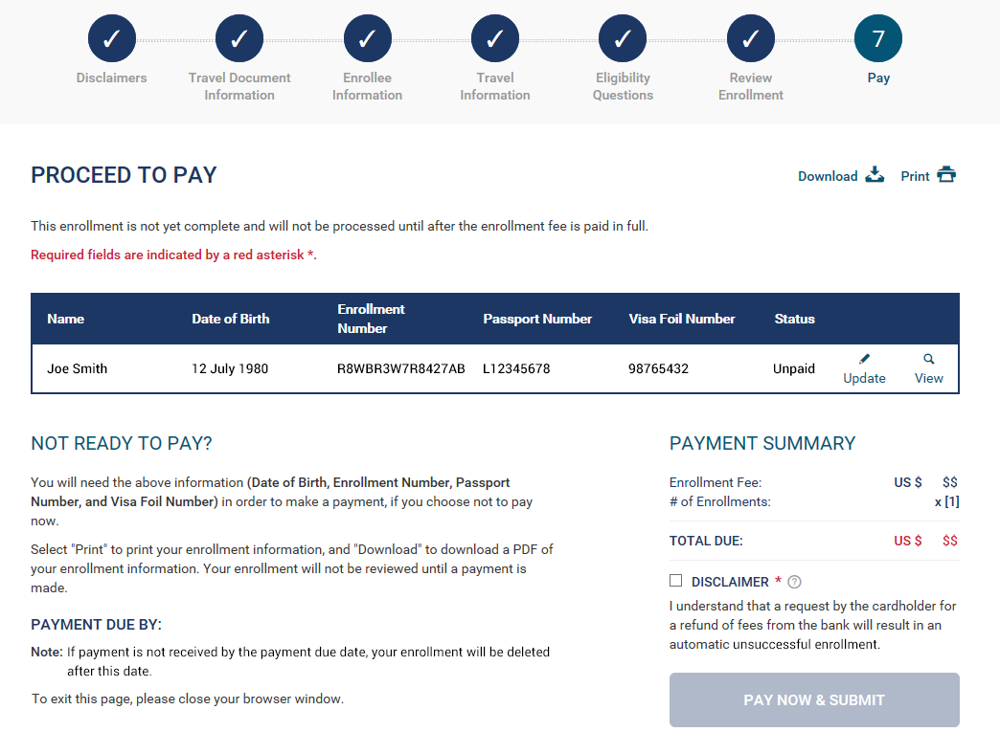 ✓ ✓ ✓ ✓ ✓ ✓ 7
Disclaimers
Travel Document
Information
Enrollee
Information
Travel
Information
Eligibility
Questions
Review
Enrollment
Pay
PROCEED TO PAY
Download Print
This enrollment is not yet complete and will not be processed until after the enrollment fee is paid in full.
Required fields are indicated by a red asterisk *.
Name Date of Birth Enrollment Number Passport Number Visa Foil Number Status
Joe Smith 12 July 1980 R8WBR3W7R8427AB L12345678 98765432 Unpaid Update View
NOT READY TO PAY?
You will need the above information (Date of Birth, Enrollment Number, Passport
Number, and Visa Foil Number) in order to make a payment, if you choose not to pay
now.
Select "Print" to print your enrollment information, and "Download" to download a PDF of
your enrollment information. Your enrollment will not be reviewed until a payment is
made.
PAYMENT DUE BY:
Note: If payment is not received by the payment due date, your enrollment will be deleted
after this date.
To exit this page, please close your browser window.
PAYMENT SUMMARY
Enrollment Fee: US $ $$
# of Enrollments: x [1]
TOTAL DUE: US $ $$
DISCLAIMER * ?
I understand that a request by the cardholder for
a refund of fees from the bank will result in an
automatic unsuccessful enrollment.
PAY NOW & SUBMIT